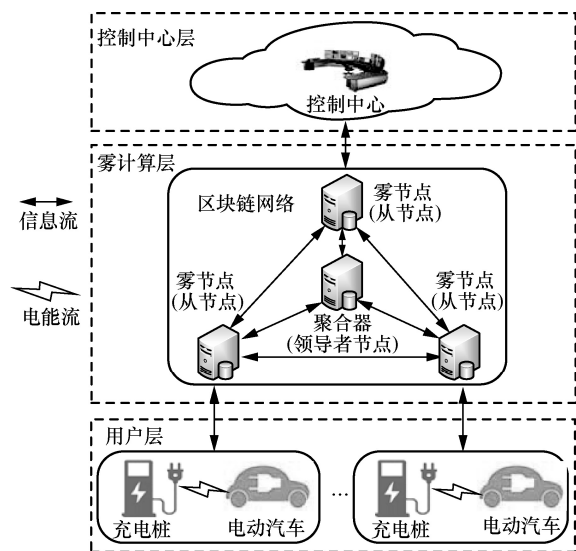 控制中心层
控制中心
雾计算层
区块链网络
雾节点
(从节点)
信息流
雾节点
(从节点)
雾节点
(从节点)
电能流
聚合器
(领导者节点)
用户层
充电桩
电动汽车
...
充电桩
电动汽车